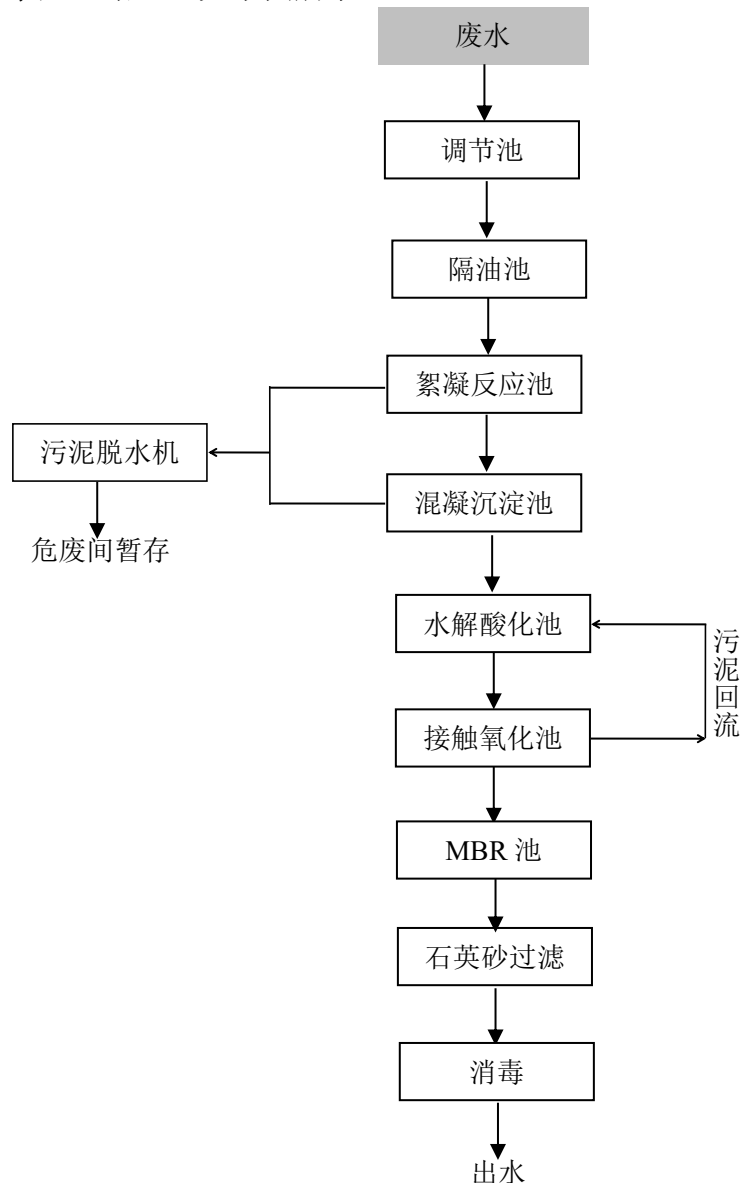 废水
调节池
隔油池
絮凝反应池
污泥脱水机
混凝沉淀池
危废间暂存
水解酸化池
污泥回流
接触氧化池
MBR 池
石英砂过滤
消毒
出水